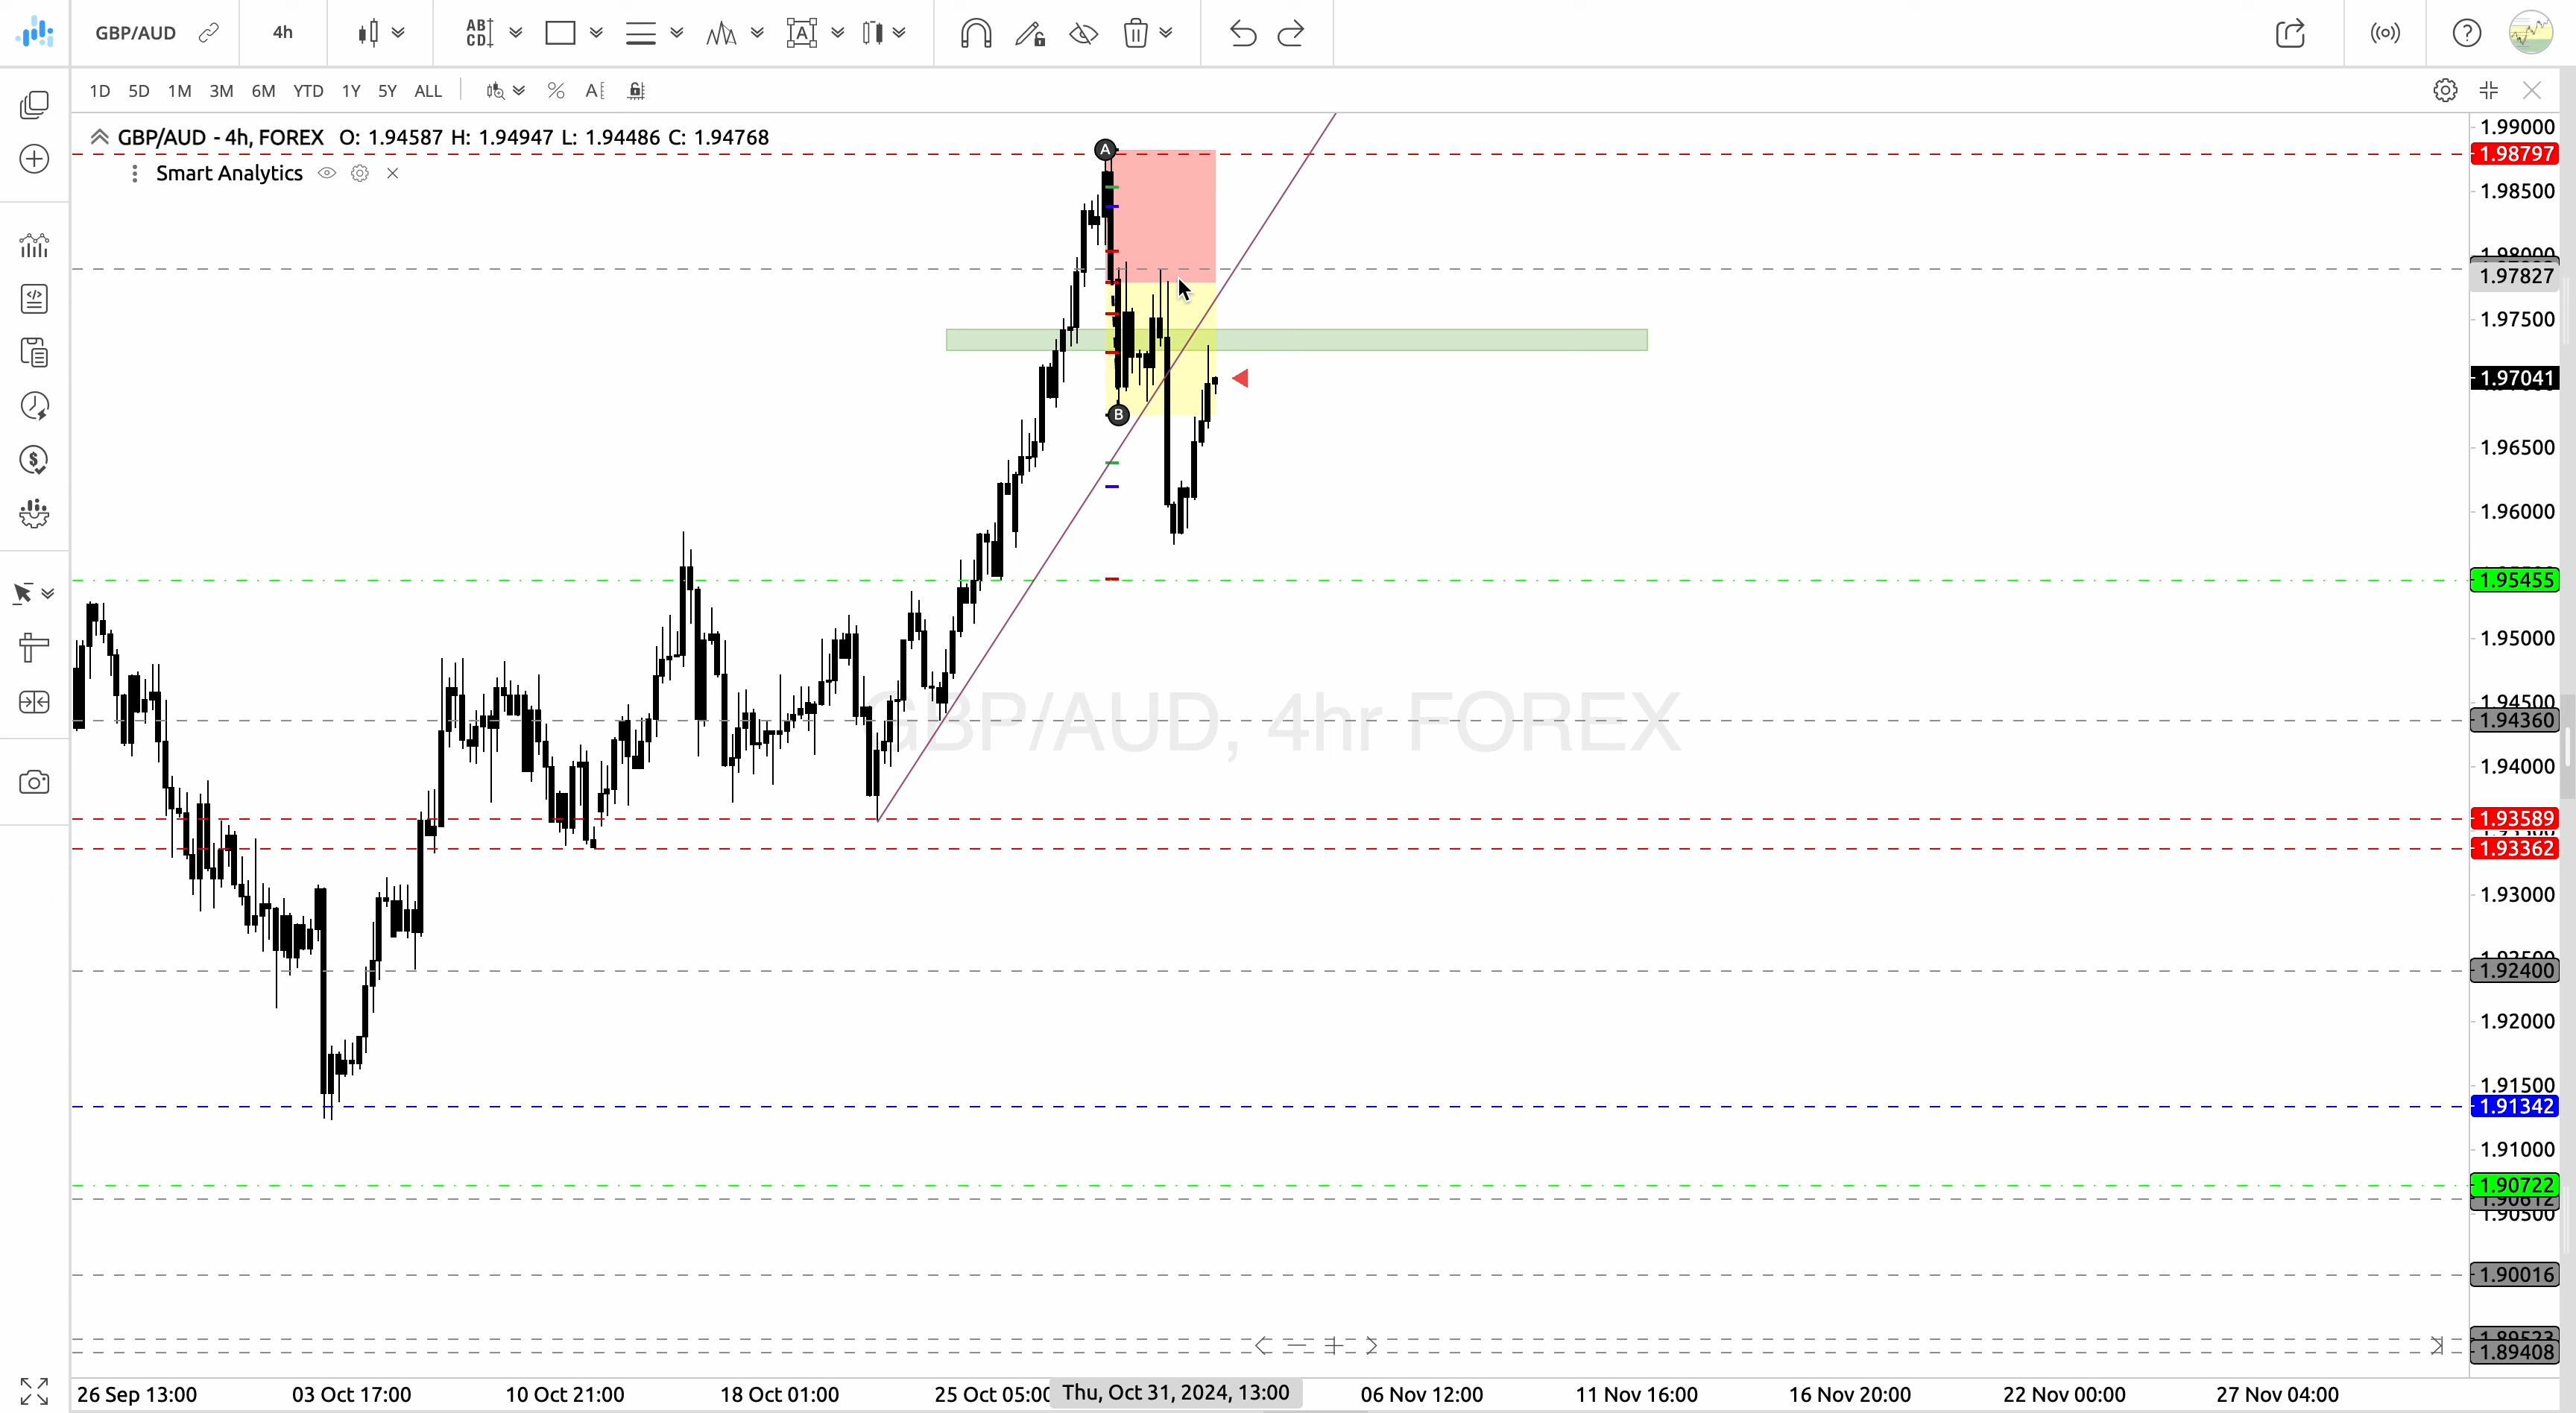 GBP/AUD 4h
AB CD A
1D 5D 1M 3M 6M YTD 1Y 5Y ALL % A
GBP/AUD - 4h, FOREX O: 1.94587 H: 1.94947 L: 1.94486 C: 1.94768
Smart Analytics
A
B
GBP/AUD, 4hr FOREX
1.99000
1.98797
1.98500
1.97827
1.97500
1.97041
1.96500
1.96000
1.95455
1.95000
1.94500
1.94360
1.94000
1.93589
1.93362
1.93000
1.92400
1.92000
1.91500
1.91342
1.91000
1.90722
1.90500
1.90016
1.89408
26 Sep 13:00 03 Oct 17:00 10 Oct 21:00 18 Oct 01:00 25 Oct 05:00 Thu, Oct 31, 2024, 13:00 06 Nov 12:00 11 Nov 16:00 16 Nov 20:00 22 Nov 00:00 27 Nov 04:00